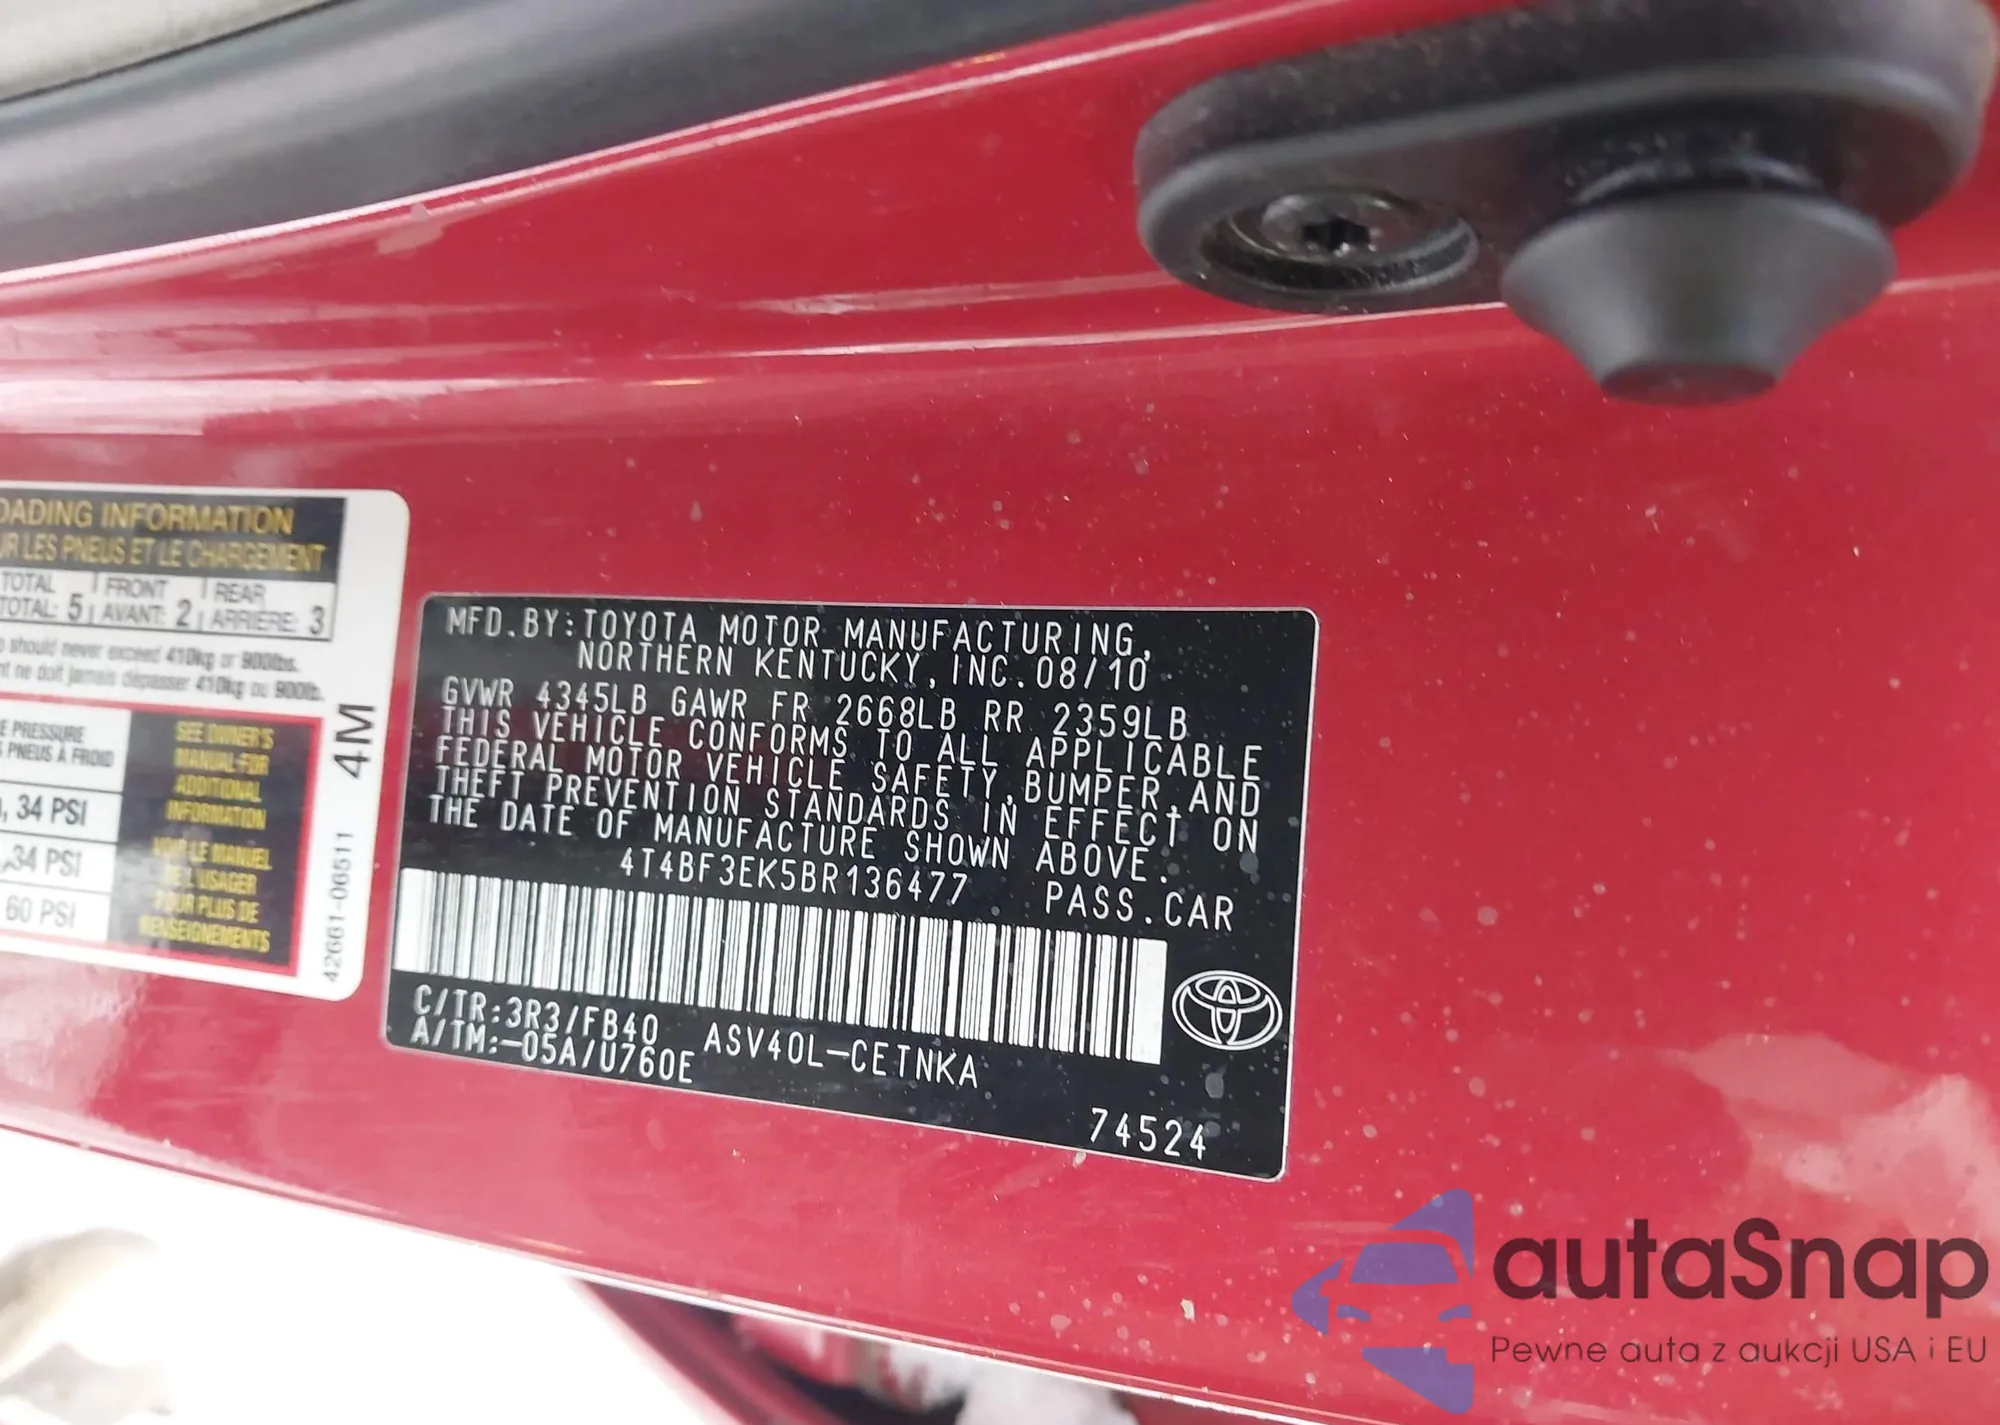 OADING INFORMATION
UR LES PNEUS ET LE CHARGEMENT
TOTAL FRONT REAR
TOTAL: 5 AVANT: 2 ARRIÈRE: 3
should never exceed 410kg or 900lbs.
ne doit jamais dépasser 410kg ou 900lb.
E PRESSURE
PNEUS À FROID
, 34 PSI
,34 PSI
60 PSI
SEE OWNER'S
MANUAL FOR
ADDITIONAL
INFORMATION
VOIR LE MANUEL
DE L'USAGER
POUR PLUS DE
RENSEIGNEMENTS
4M
42661-06511
MFD.BY:TOYOTA MOTOR MANUFACTURING,
NORTHERN KENTUCKY, INC.08/10
GVWR 4345LB GAWR FR 2668LB RR 2359LB
THIS VEHICLE CONFORMS TO ALL APPLICABLE
FEDERAL MOTOR VEHICLE SAFETY,BUMPER,AND
THEFT PREVENTION STANDARDS IN EFFECT ON
THE DATE OF MANUFACTURE SHOWN ABOVE.
4T4BF3EK5BR136477 PASS.CAR
C/TR:3R3/FB40
A/TM:-05A/U760E
ASV40L-CETNKA
74524
autaSnap
Pewne auta z aukcji USA i EU